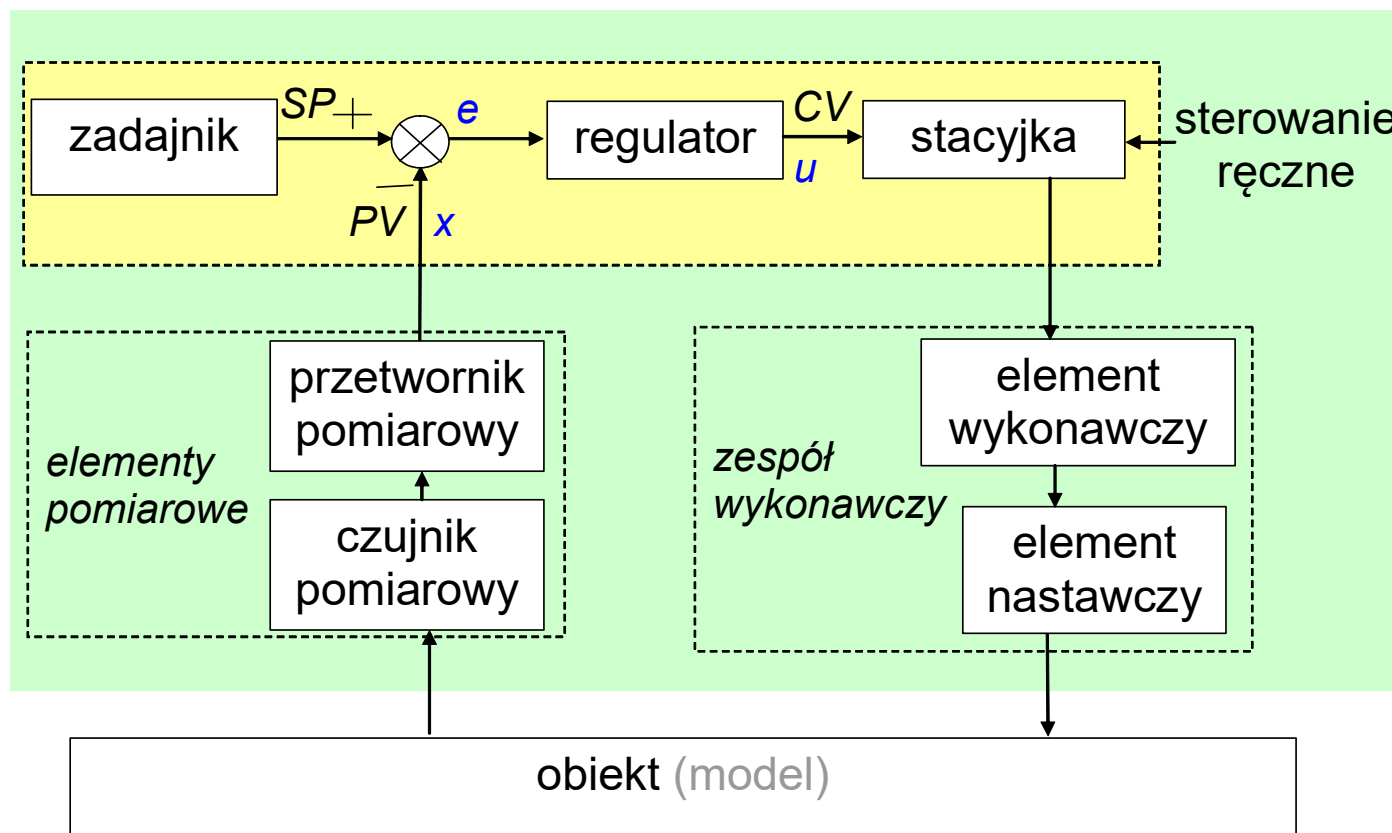 zadajnik
SP +
e
regulator
CV
u
stacyjka
sterowanie
ręczne
–
PV x
elementy
pomiarowe
przetwornik
pomiarowy
czujnik
pomiarowy
zespół
wykonawczy
element
wykonawczy
element
nastawczy
obiekt (model)